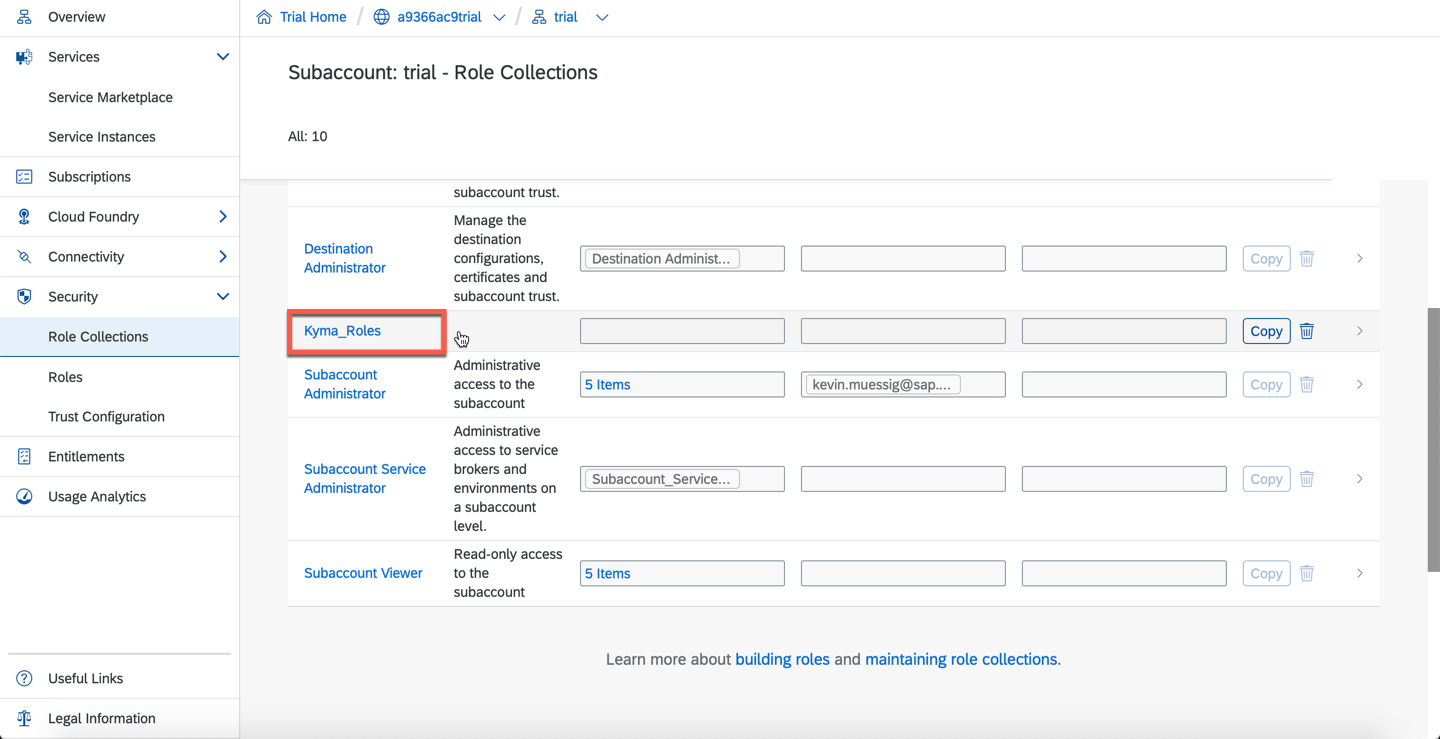 Overview
Services
Service Marketplace
Service Instances
Subscriptions
Cloud Foundry
Connectivity
Security
Role Collections
Roles
Trust Configuration
Entitlements
Usage Analytics
Useful Links
Legal Information
Trial Home / a9366ac9trial / trial
Subaccount: trial - Role Collections
All: 10
subaccount trust.
Destination
Administrator
Manage the
destination
configurations,
certificates and
subaccount trust.
Destination Administ...
Copy
Kyma_Roles
Copy
Subaccount
Administrator
Administrative
access to the
subaccount
5 Items
kevin.muessig@sap....
Copy
Subaccount Service
Administrator
Administrative
access to service
brokers and
environments on
a subaccount
level.
Subaccount_Service...
Copy
Subaccount Viewer
Read-only access
to the
subaccount
5 Items
Copy
Learn more about building roles and maintaining role collections.